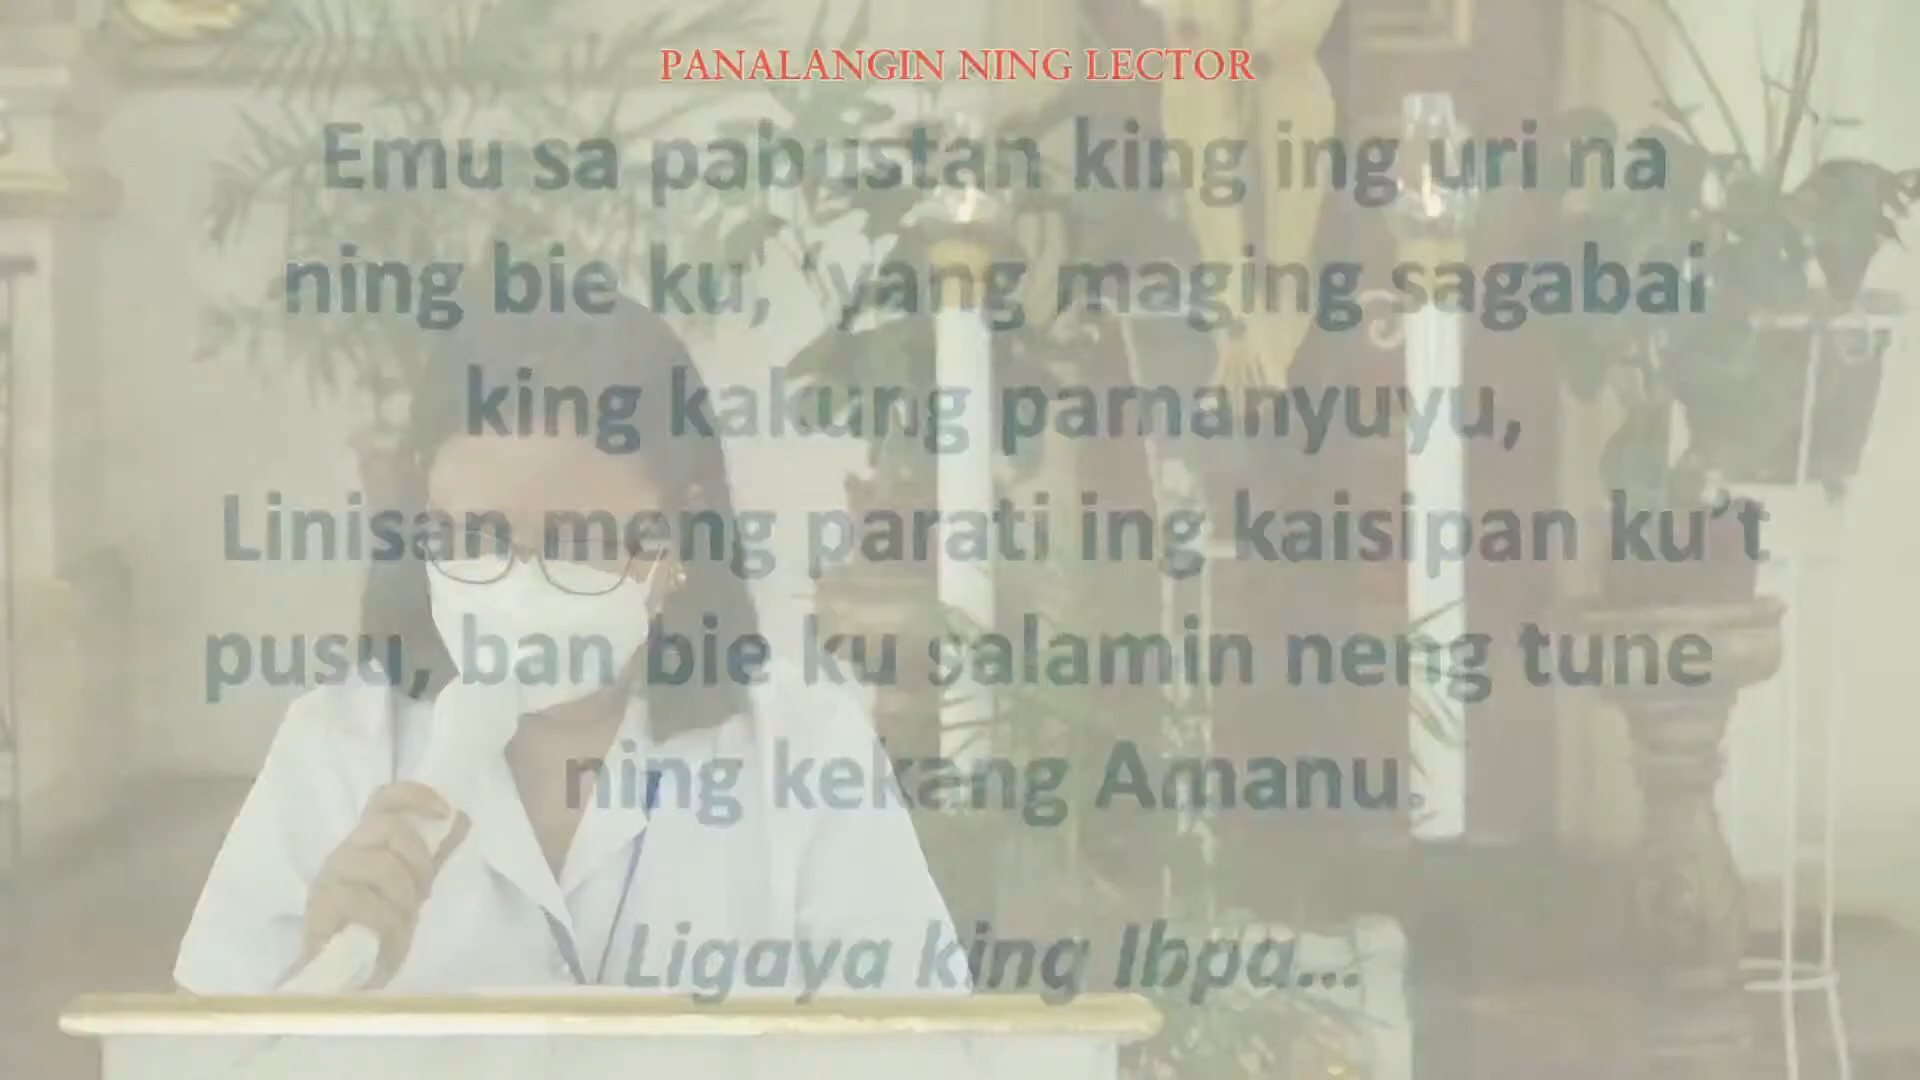 PANALANGIN NING LECTOR
Emu sa pabustan king ing uri na
ning bie ku, 'yang maging sagabai
king kakung pamanyuyu,
Linisan meng parati ing kaisipan ku't
pusu, ban bie ku salamin neng tune
ning kekang Amanu.
Ligaya king Ibpa...